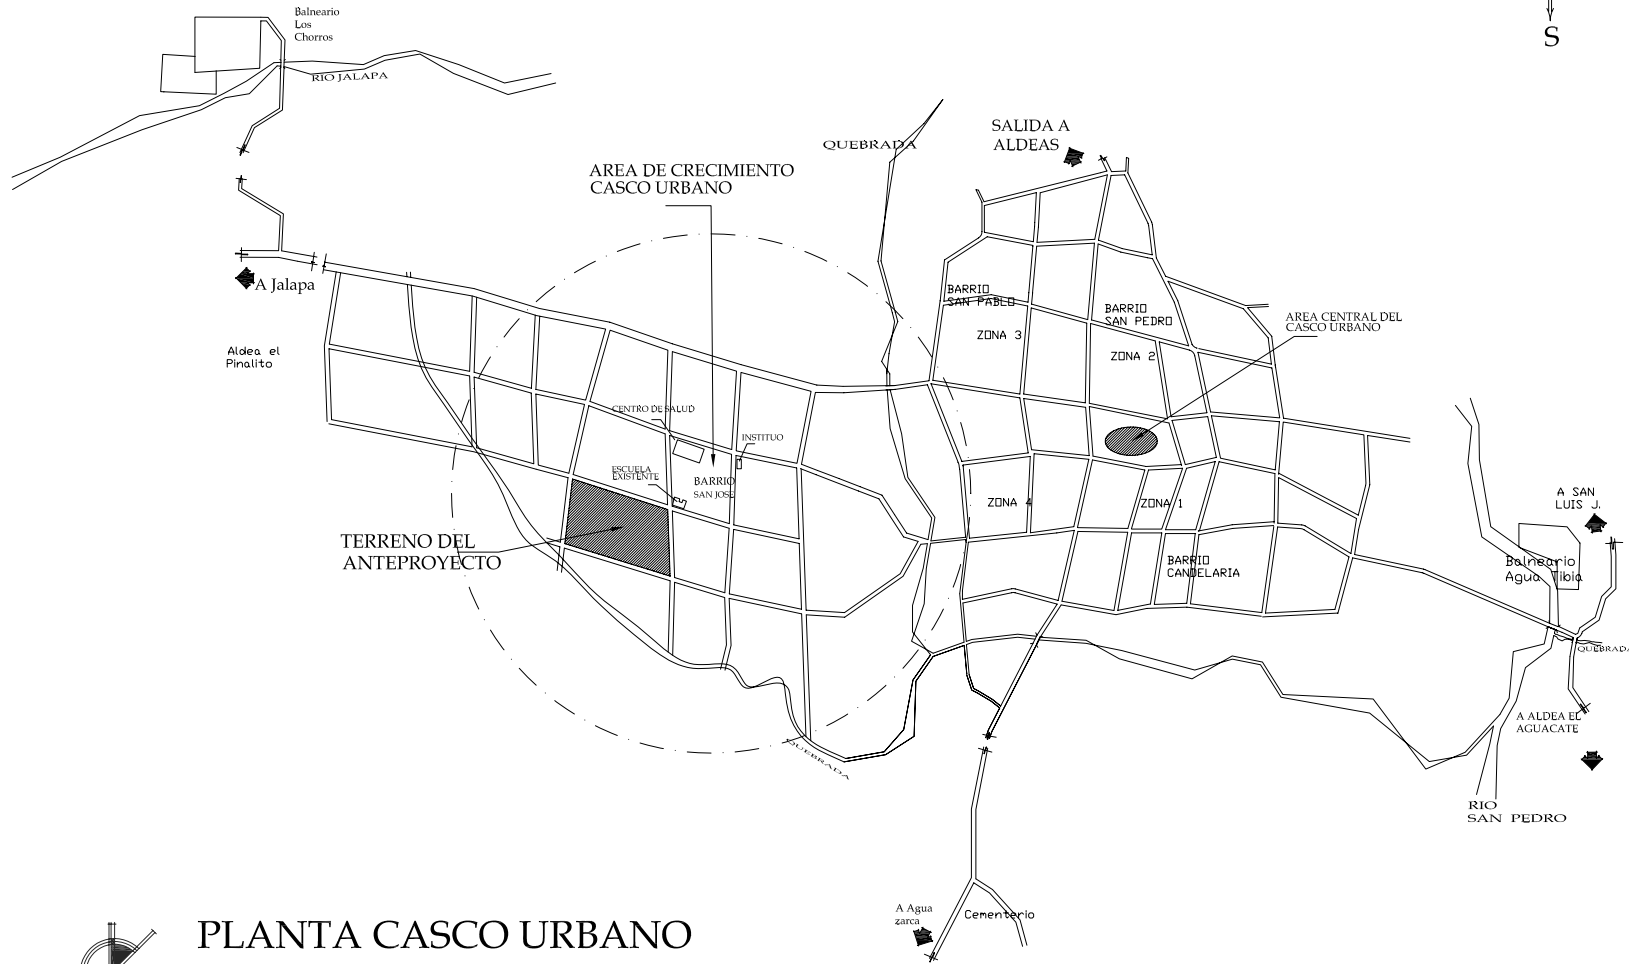 Balneario
Los
Chorros
S
RIO JALAPA
SALIDA A
ALDEAS
QUEBRADA
AREA DE CRECIMIENTO
CASCO URBANO
A Jalapa
BARRIO
SAN PABLO
BARRIO
SAN PEDRO
AREA CENTRAL DEL
CASCO URBANO
ZONA 3
ZONA 2
Aldea el
Pinalito
CENTRO DE SALUD
INSTITUO
ESCUELA
EXISTENTE
BARRIO
SAN JOSE
ZONA 4
ZONA 1
A SAN
LUIS J.
TERRENO DEL
ANTEPROYECTO
BARRIO
CANDELARIA
Balneario
Agua Tibia
QUEBRADA
A ALDEA EL
AGUACATE
QUEBRADA
RIO
SAN PEDRO
A Agua
zarca
Cementerio
PLANTA CASCO URBANO